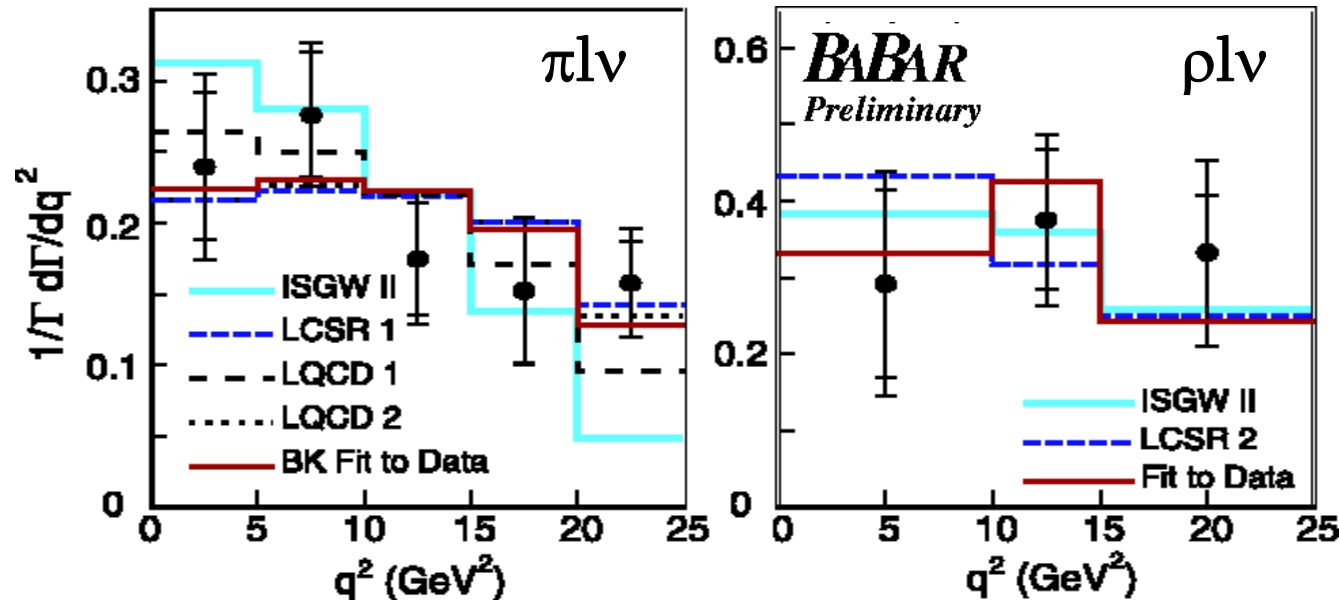 1/Γ dΓ/dq²
0.3
0.2
0.1
0
πlν
ISGW II
LCSR 1
LQCD 1
LQCD 2
BK Fit to Data
0 5 10 15 20 25
q² (GeV²)
0.6
0.4
0.2
0
BABAR
Preliminary
ρlν
ISGW II
LCSR 2
Fit to Data
0 5 10 15 20 25
q² (GeV²)